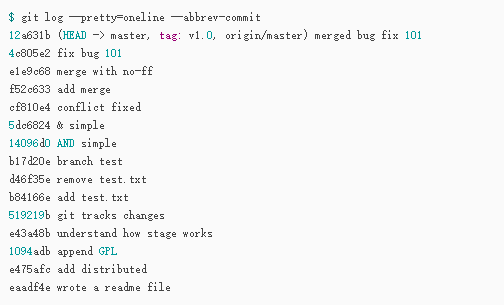 $ git log --pretty=oneline --abbrev-commit
12a631b (HEAD -> master, tag: v1.0, origin/master) merged bug fix 101
4c805e2 fix bug 101
e1e9c68 merge with no-ff
f52c633 add merge
cf810e4 conflict fixed
5dc6824 & simple
14096d0 AND simple
b17d20e branch test
d46f35e remove test.txt
b84166e add test.txt
519219b git tracks changes
e43a48b understand how stage works
1094adb append GPL
e475afc add distributed
eaadf4e wrote a readme file